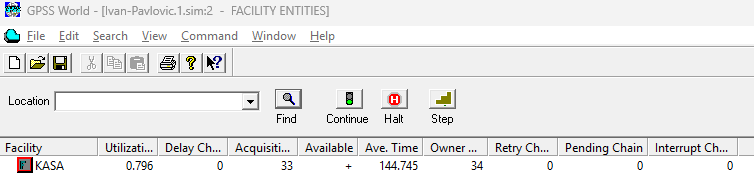 GPSS World - [Ivan-Pavlovic.1.sim:2 - FACILITY ENTITIES]
File Edit Search View Command Window Help
Location
Find Continue Halt Step
Facility Utilizati... Delay Ch... Acquisiti... Available Ave. Time Owner ... Retry Ch... Pending Chain Interrupt Ch...
KASA 0.796 0 33 + 144.745 34 0 0 0